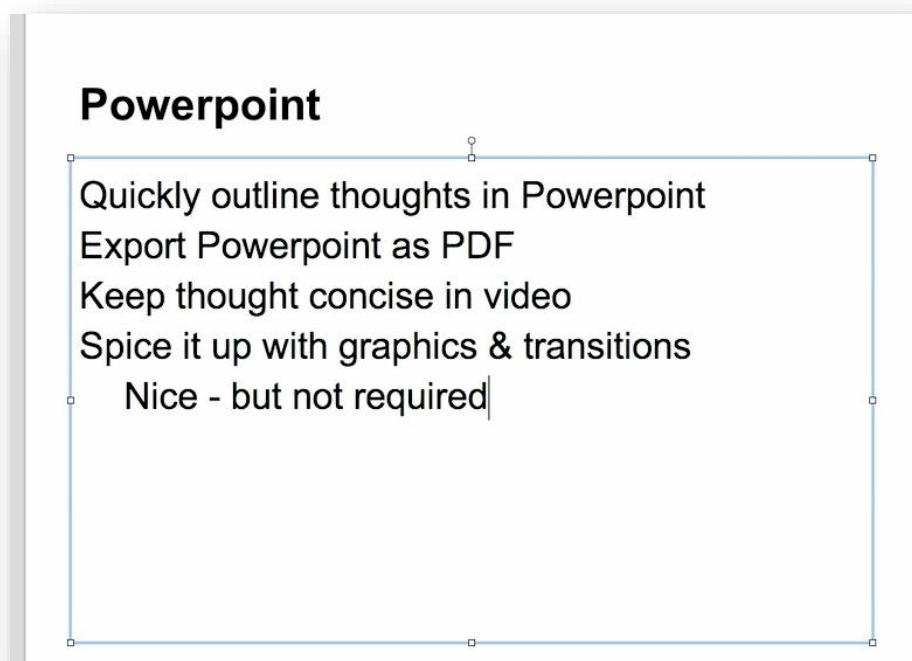 Powerpoint
Quickly outline thoughts in Powerpoint
Export Powerpoint as PDF
Keep thought concise in video
Spice it up with graphics & transitions
Nice - but not required